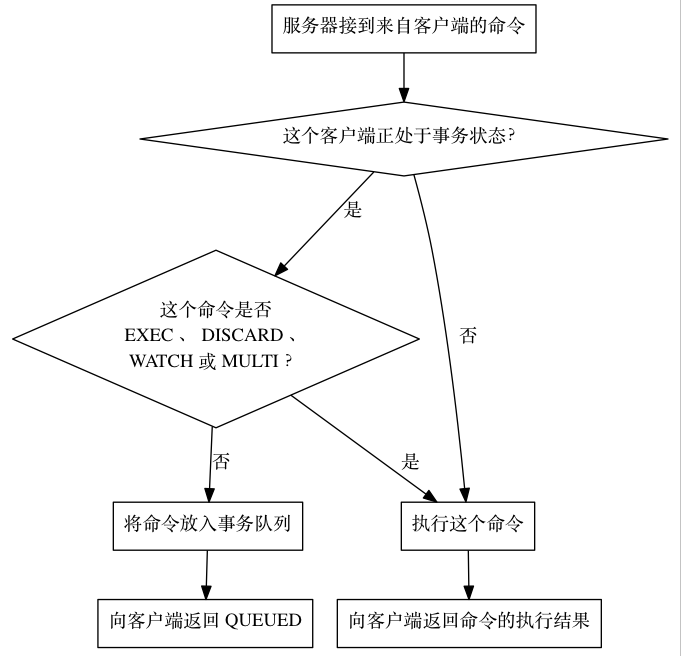 服务器接到来自客户端的命令
这个客户端正处于事务状态?
是
这个命令是否
EXEC 、 DISCARD 、
WATCH 或 MULTI ?
否
否
是
将命令放入事务队列
执行这个命令
向客户端返回 QUEUED
向客户端返回命令的执行结果